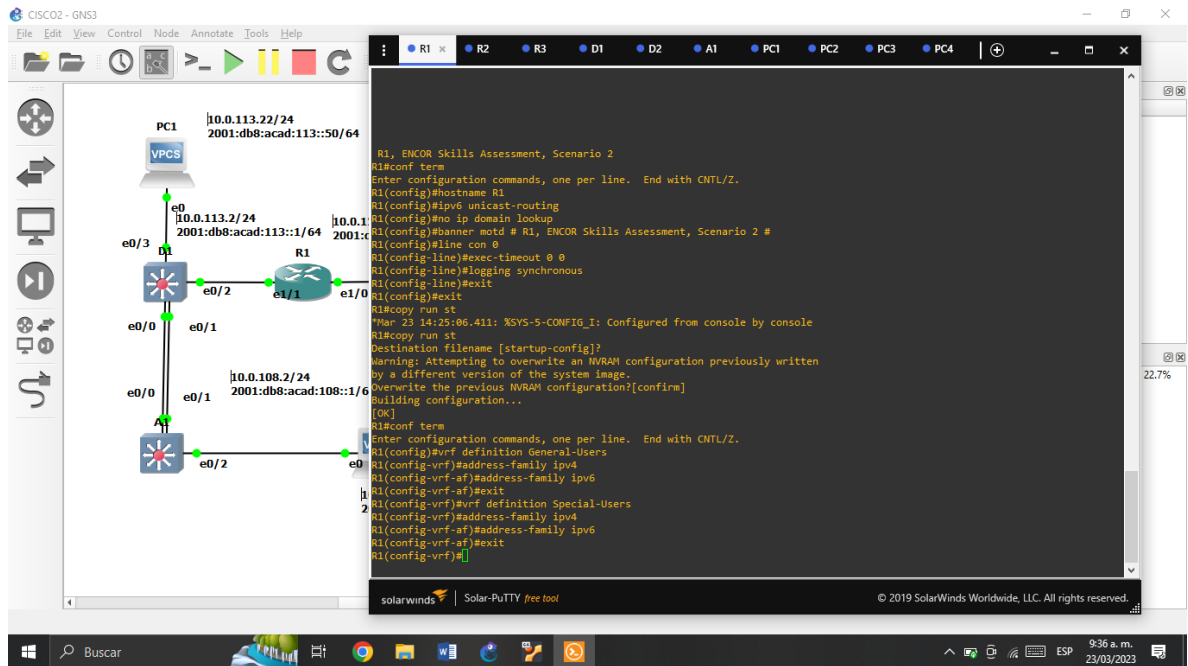 CISCO2 - GNS3
File Edit View Control Node Annotate Tools Help
R1
R2
R3
D1
D2
A1
PC1
PC2
PC3
PC4
PC1
VPCS
10.0.113.22/24
2001:db8:acad:113::50/64
e0
10.0.113.2/24
2001:db8:acad:113::1/64
10.0.1
2001:c
e0/3
D1
R1
e0/2
e1/1
e1/0
e0/0
e0/1
10.0.108.2/24
2001:db8:acad:108::1/6
e0/0
e0/1
A1
e0/2
e0
1
2
R1, ENCOR Skills Assessment, Scenario 2
R1#conf term
Enter configuration commands, one per line.  End with CNTL/Z.
R1(config)#hostname R1
R1(config)#ipv6 unicast-routing
R1(config)#no ip domain lookup
R1(config)#banner motd # R1, ENCOR Skills Assessment, Scenario 2 #
R1(config)#line con 0
R1(config-line)#exec-timeout 0 0
R1(config-line)#logging synchronous
R1(config-line)#exit
R1(config)#exit
R1#copy run st
*Mar 23 14:25:06.411: %SYS-5-CONFIG_I: Configured from console by console
R1#copy run st
Destination filename [startup-config]?
Warning: Attempting to overwrite an NVRAM configuration previously written
by a different version of the system image.
Overwrite the previous NVRAM configuration?[confirm]
Building configuration...
[OK]
R1#conf term
Enter configuration commands, one per line.  End with CNTL/Z.
R1(config)#vrf definition General-Users
R1(config-vrf)#address-family ipv4
R1(config-vrf-af)#address-family ipv6
R1(config-vrf-af)#exit
R1(config-vrf)#vrf definition Special-Users
R1(config-vrf)#address-family ipv4
R1(config-vrf-af)#address-family ipv6
R1(config-vrf-af)#exit
R1(config-vrf)#
22.7%
solarwinds Solar-PuTTY free tool
© 2019 SolarWinds Worldwide, LLC. All rights reserved.
Buscar
ESP
9:36 a. m.
23/03/2023